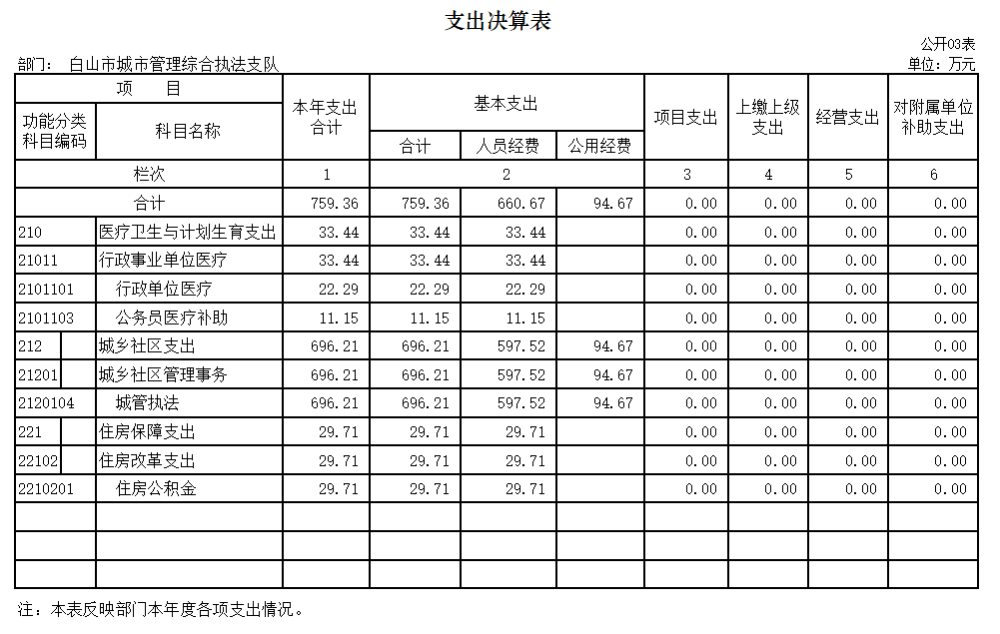 支出决算表
公开03表
部门： 白山市城市管理综合执法支队 单位：万元
项 目 本年支出合计 基本支出 项目支出 上缴上级支出 经营支出 对附属单位补助支出
功能分类科目编码 科目名称 合计 人员经费 公用经费
栏次 1 2 3 4 5 6
合计 759.36 759.36 660.67 94.67 0.00 0.00 0.00 0.00
210 医疗卫生与计划生育支出 33.44 33.44 33.44 0.00 0.00 0.00 0.00
21011 行政事业单位医疗 33.44 33.44 33.44 0.00 0.00 0.00 0.00
2101101 行政单位医疗 22.29 22.29 22.29 0.00 0.00 0.00 0.00
2101103 公务员医疗补助 11.15 11.15 11.15 0.00 0.00 0.00 0.00
212 城乡社区支出 696.21 696.21 597.52 94.67 0.00 0.00 0.00 0.00
21201 城乡社区管理事务 696.21 696.21 597.52 94.67 0.00 0.00 0.00 0.00
2120104 城管执法 696.21 696.21 597.52 94.67 0.00 0.00 0.00 0.00
221 住房保障支出 29.71 29.71 29.71 0.00 0.00 0.00 0.00
22102 住房改革支出 29.71 29.71 29.71 0.00 0.00 0.00 0.00
2210201 住房公积金 29.71 29.71 29.71 0.00 0.00 0.00 0.00
注：本表反映部门本年度各项支出情况。